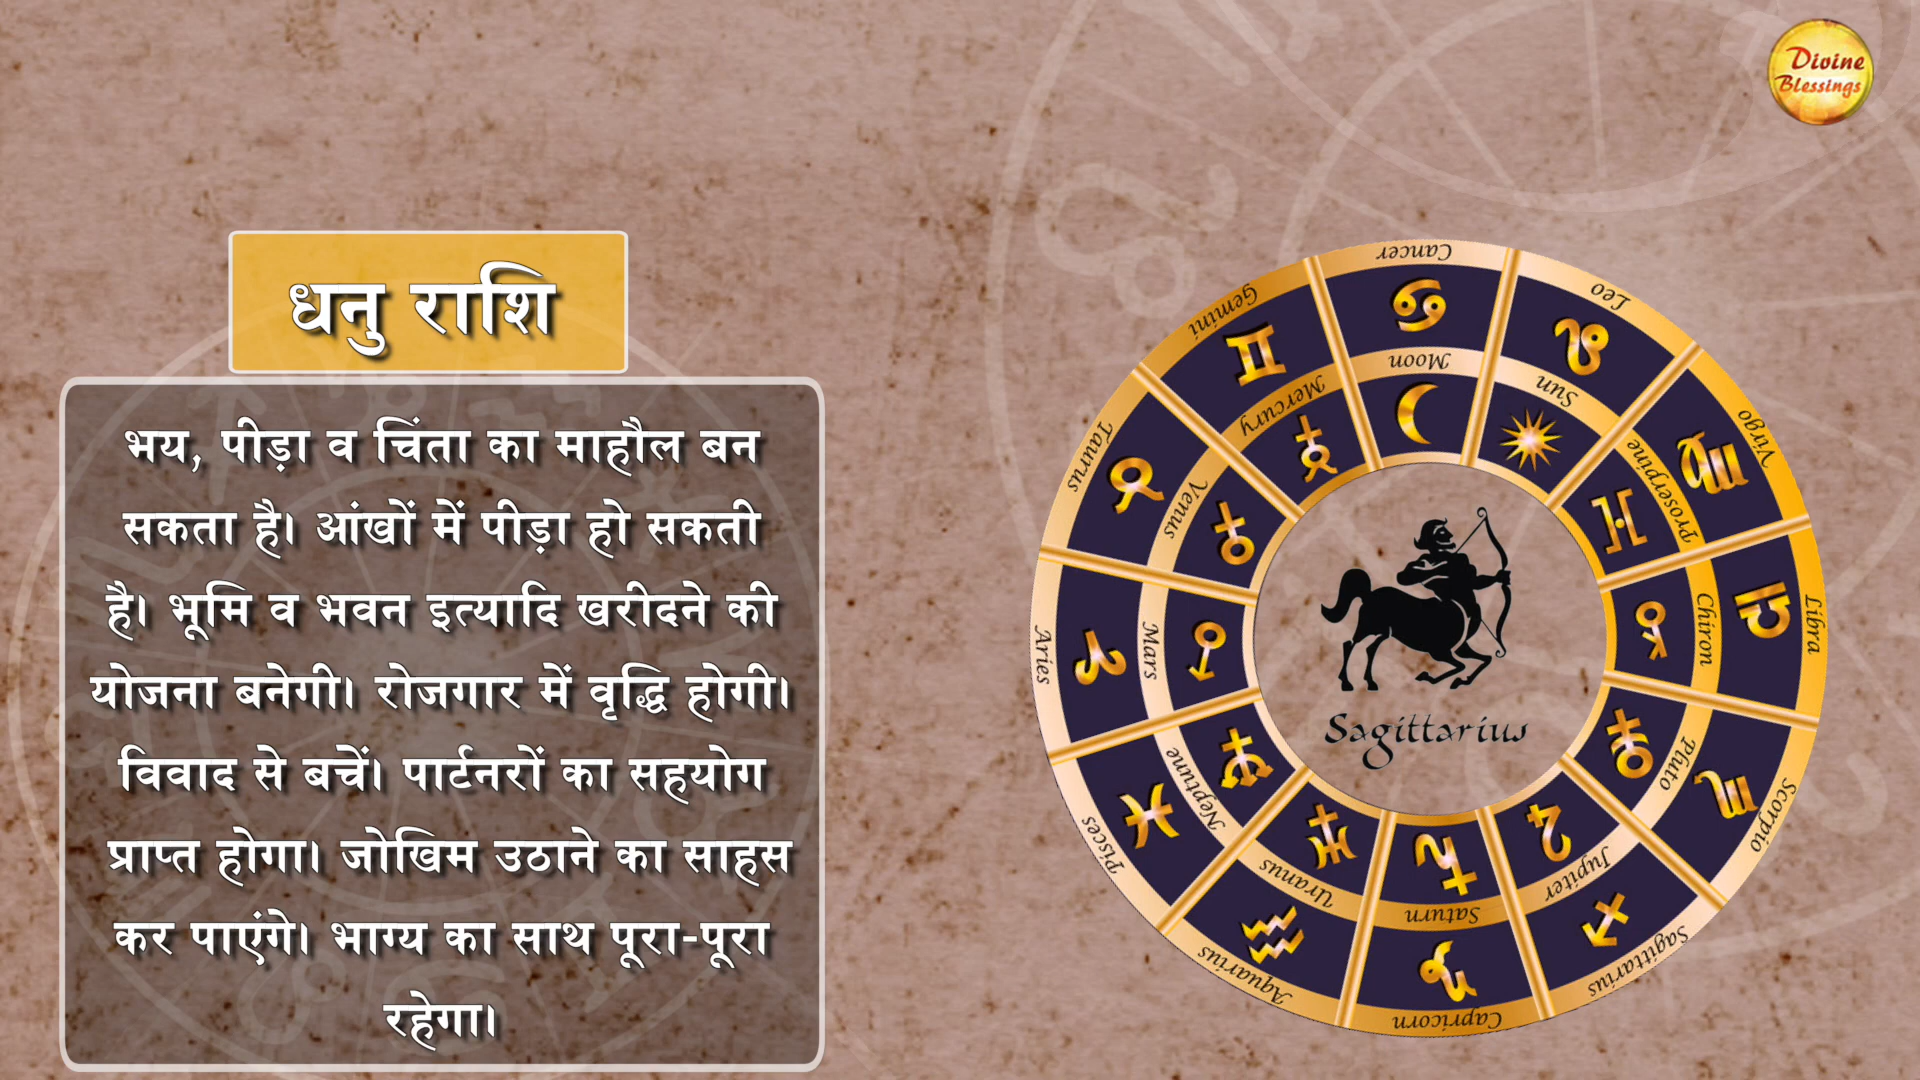 Divine
Blessings
धनु राशि
भय, पीड़ा व चिंता का माहौल बन
सकता है। आंखों में पीड़ा हो सकती
है। भूमि व भवन इत्यादि खरीदने की
योजना बनेगी। रोजगार में वृद्धि होगी।
विवाद से बचें। पार्टनरों का सहयोग
प्राप्त होगा। जोखिम उठाने का साहस
कर पाएंगे। भाग्य का साथ पूरा-पूरा
रहेगा।
Cancer
Leo
Virgo
Libra
Scorpio
Sagittarius
Capricorn
Aquarius
Pisces
Aries
Taurus
Gemini
Moon
Sun
Proserpine
Chiron
Pluto
Jupiter
Saturn
Uranus
Neptune
Mars
Venus
Mercury
Sagittarius